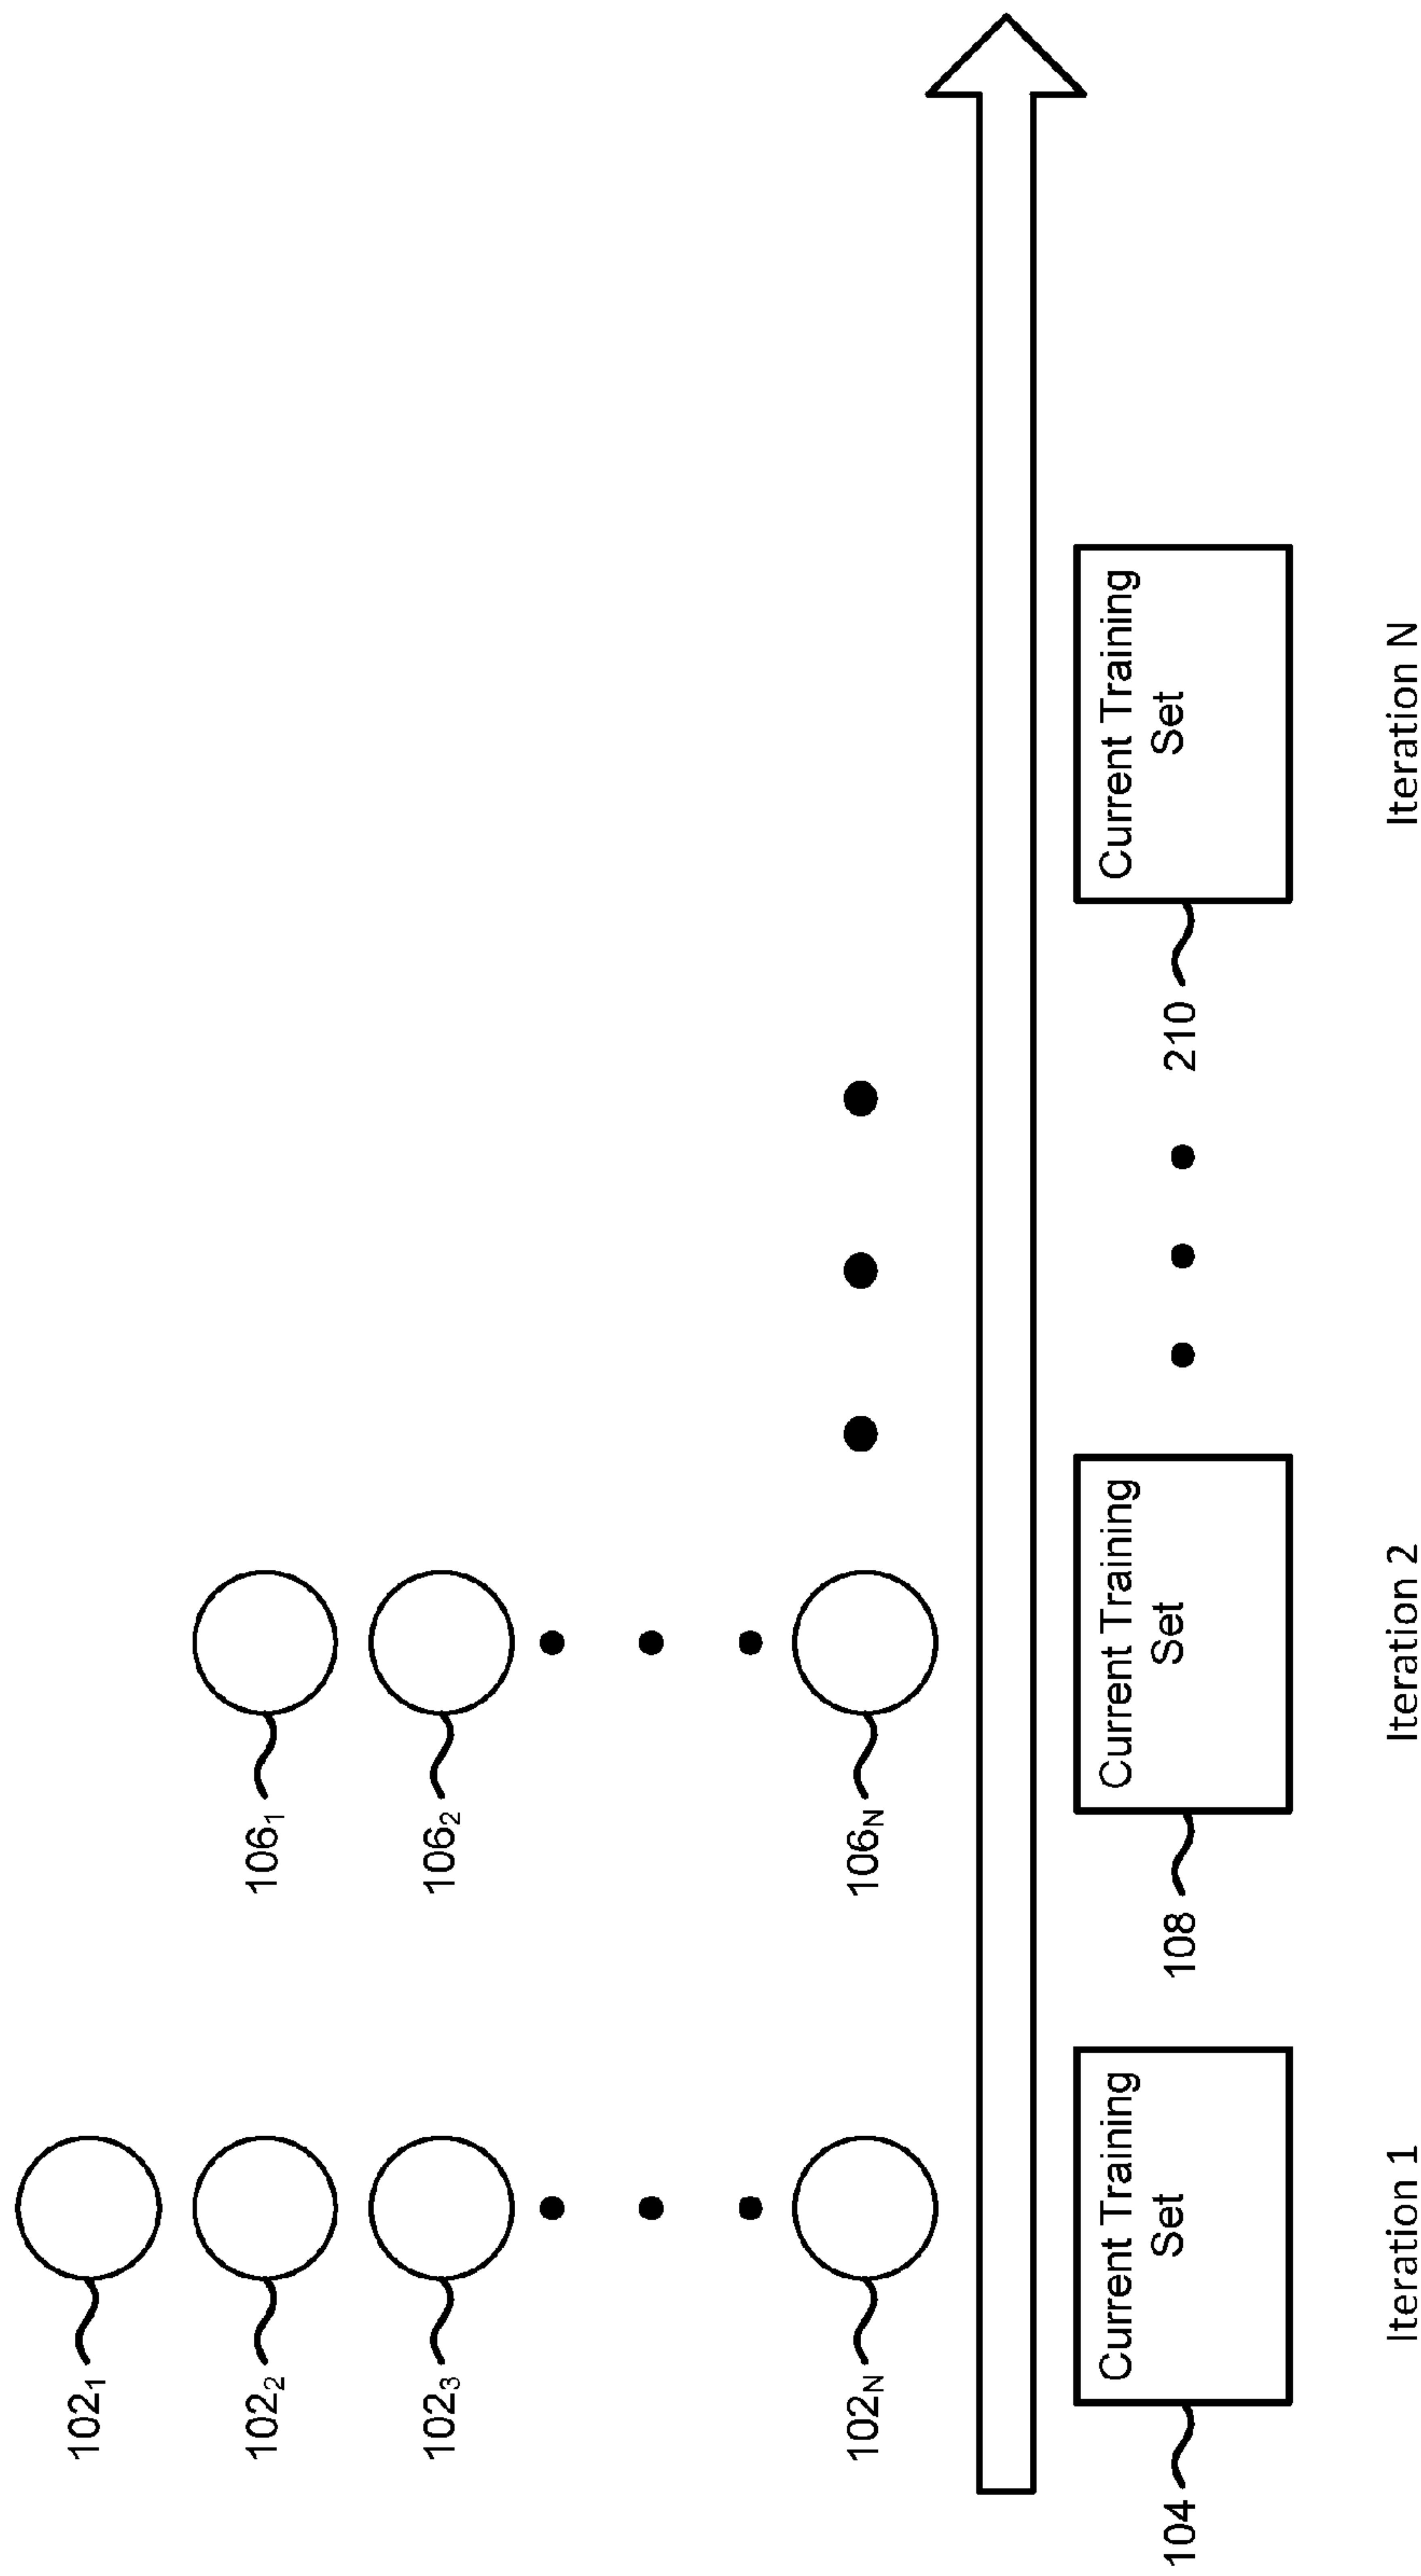 102₁
102₂
102₃
102N
106₁
106₂
106N
104
Current Training
Set
108
Current Training
Set
210
Current Training
Set
Iteration 1
Iteration 2
Iteration N